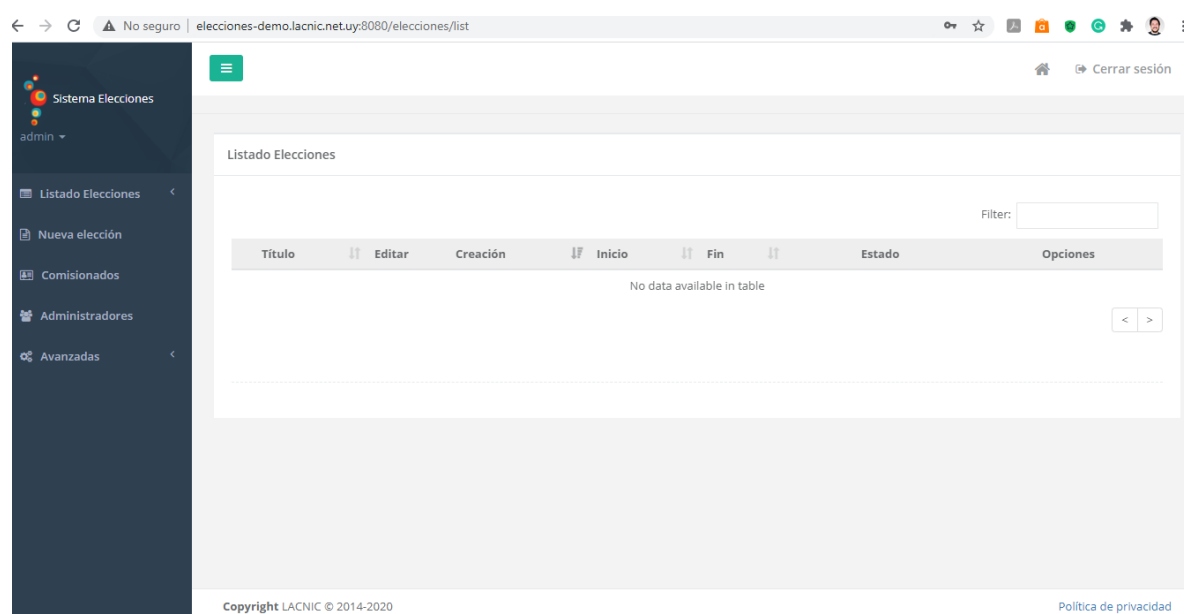 No seguro | elecciones-demo.lacnic.net.uy:8080/elecciones/list
Sistema Elecciones
admin
Cerrar sesión
Listado Elecciones
Nueva elección
Comisionados
Administradores
Avanzadas
Listado Elecciones
Filter:
Título Editar Creación Inicio Fin Estado Opciones
No data available in table
< >
Copyright LACNIC © 2014-2020
Política de privacidad